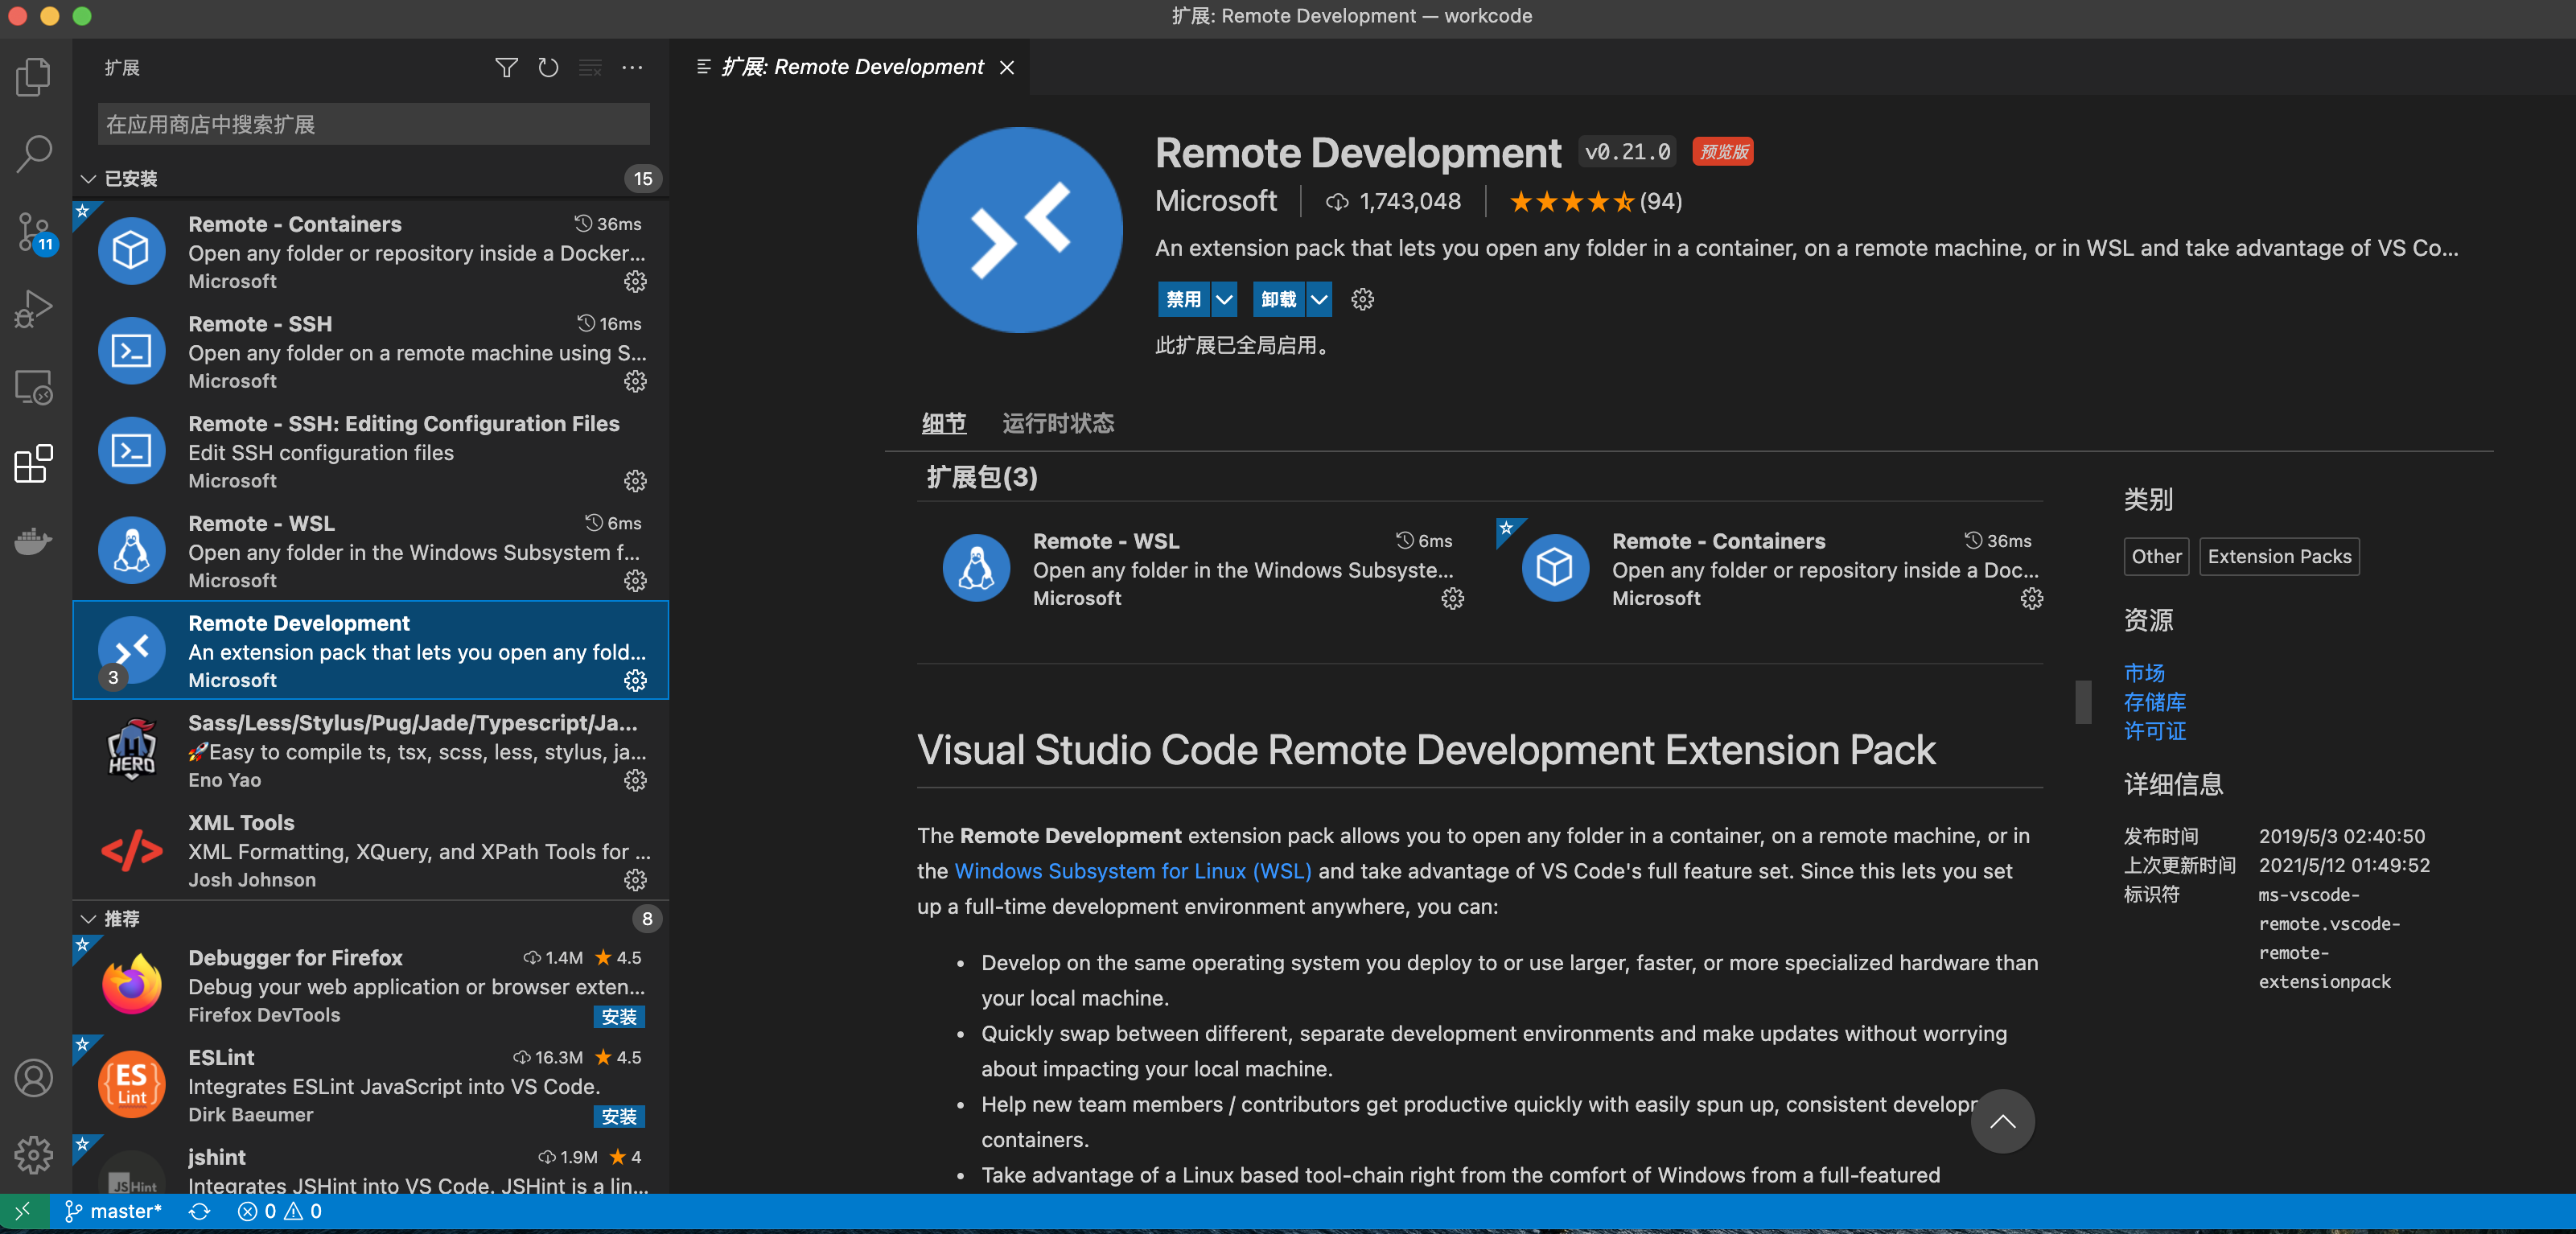 扩展: Remote Development — workcode
扩展
扩展: Remote Development
在应用商店中搜索扩展
已安装 15
Remote - Containers 36ms
Open any folder or repository inside a Docker...
Microsoft
Remote - SSH 16ms
Open any folder on a remote machine using S...
Microsoft
Remote - SSH: Editing Configuration Files
Edit SSH configuration files
Microsoft
Remote - WSL 6ms
Open any folder in the Windows Subsystem f...
Microsoft
Remote Development
An extension pack that lets you open any fold...
3
Microsoft
Sass/Less/Stylus/Pug/Jade/Typescript/Ja...
🚀Easy to compile ts, tsx, scss, less, stylus, ja...
Eno Yao
M HERO
XML Tools
XML Formatting, XQuery, and XPath Tools for ...
Josh Johnson
推荐 8
Debugger for Firefox 1.4M ★ 4.5
Debug your web application or browser exten...
Firefox DevTools 安装
ESLint 16.3M ★ 4.5
Integrates ESLint JavaScript into VS Code.
Dirk Baeumer 安装
{ES
Lint}
jshint 1.9M ★ 4
Integrates JSHint into VS Code. JSHint is a lin...
JSHint
11
master* 0 0
Remote Development v0.21.0 预览版
Microsoft 1,743,048 (94)
An extension pack that lets you open any folder in a container, on a remote machine, or in WSL and take advantage of VS Co...
禁用 卸载
此扩展已全局启用。
细节 运行时状态
扩展包(3)
Remote - WSL 6ms
Open any folder in the Windows Subsyste...
Microsoft
Remote - Containers 36ms
Open any folder or repository inside a Doc...
Microsoft
Visual Studio Code Remote Development Extension Pack
The Remote Development extension pack allows you to open any folder in a container, on a remote machine, or in
the Windows Subsystem for Linux (WSL) and take advantage of VS Code's full feature set. Since this lets you set
up a full-time development environment anywhere, you can:
• Develop on the same operating system you deploy to or use larger, faster, or more specialized hardware than
your local machine.
• Quickly swap between different, separate development environments and make updates without worrying
about impacting your local machine.
• Help new team members / contributors get productive quickly with easily spun up, consistent develop
containers.
• Take advantage of a Linux based tool-chain right from the comfort of Windows from a full-featured
类别
Other Extension Packs
资源
市场
存储库
许可证
详细信息
发布时间 2019/5/3 02:40:50
上次更新时间 2021/5/12 01:49:52
标识符 ms-vscode-
remote.vscode-
remote-
extensionpack